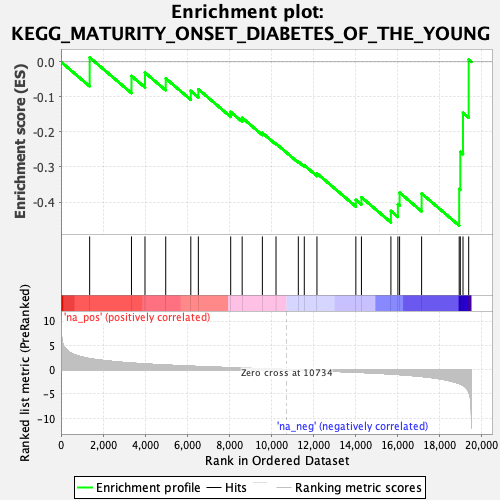 Enrichment plot:
KEGG_MATURITY_ONSET_DIABETES_OF_THE_YOUNG
Enrichment score (ES)
0.0
-0.1
-0.2
-0.3
-0.4
'na_pos' (positively correlated)
Ranked list metric (PreRanked)
10
5
0
-5
-10
Zero cross at 10734
'na_neg' (negatively correlated)
0
2,000
4,000
6,000
8,000
10,000
12,000
14,000
16,000
18,000
20,000
Rank in Ordered Dataset
Enrichment profile
Hits
Ranking metric scores